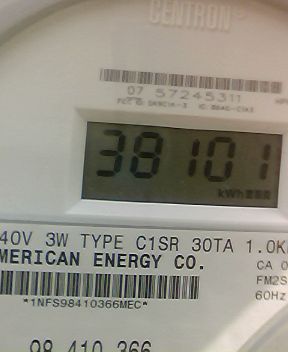 CENTRON
07 57245311
38101
kWh
40V 3W TYPE C1SR 30TA 1.0K
MERICAN ENERGY CO.
CA 0
FM2S
60Hz
*1NFS98410366MEC*
98 410 366